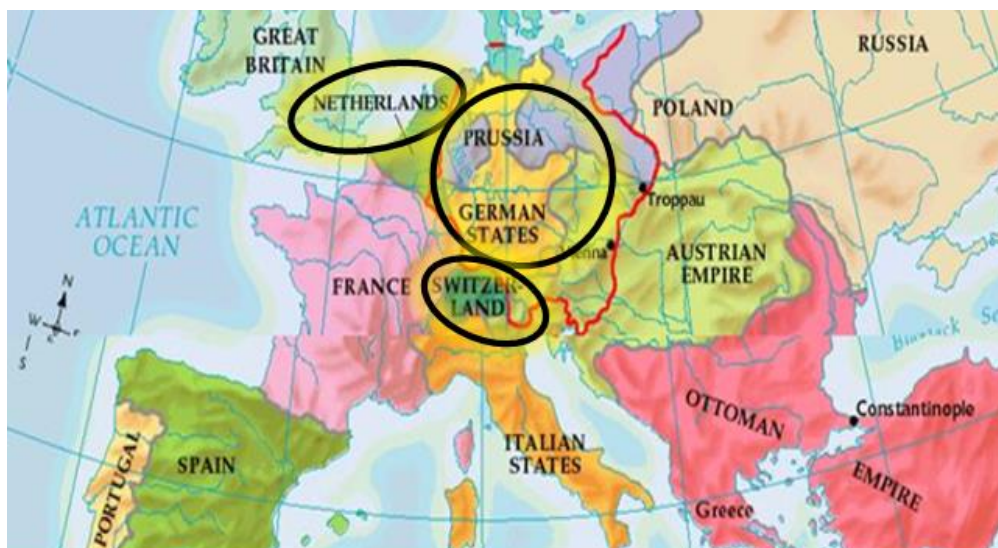 GREAT
BRITAIN
RUSSIA
NETHERLANDS
POLAND
PRUSSIA
Troppau
ATLANTIC
OCEAN
GERMAN
STATES
Vienna
AUSTRIAN
EMPIRE
FRANCE
SWITZER-
LAND
N
W
E
S
OTTOMAN
Constantinople
ITALIAN
STATES
SPAIN
PORTUGAL
EMPIRE
Greece